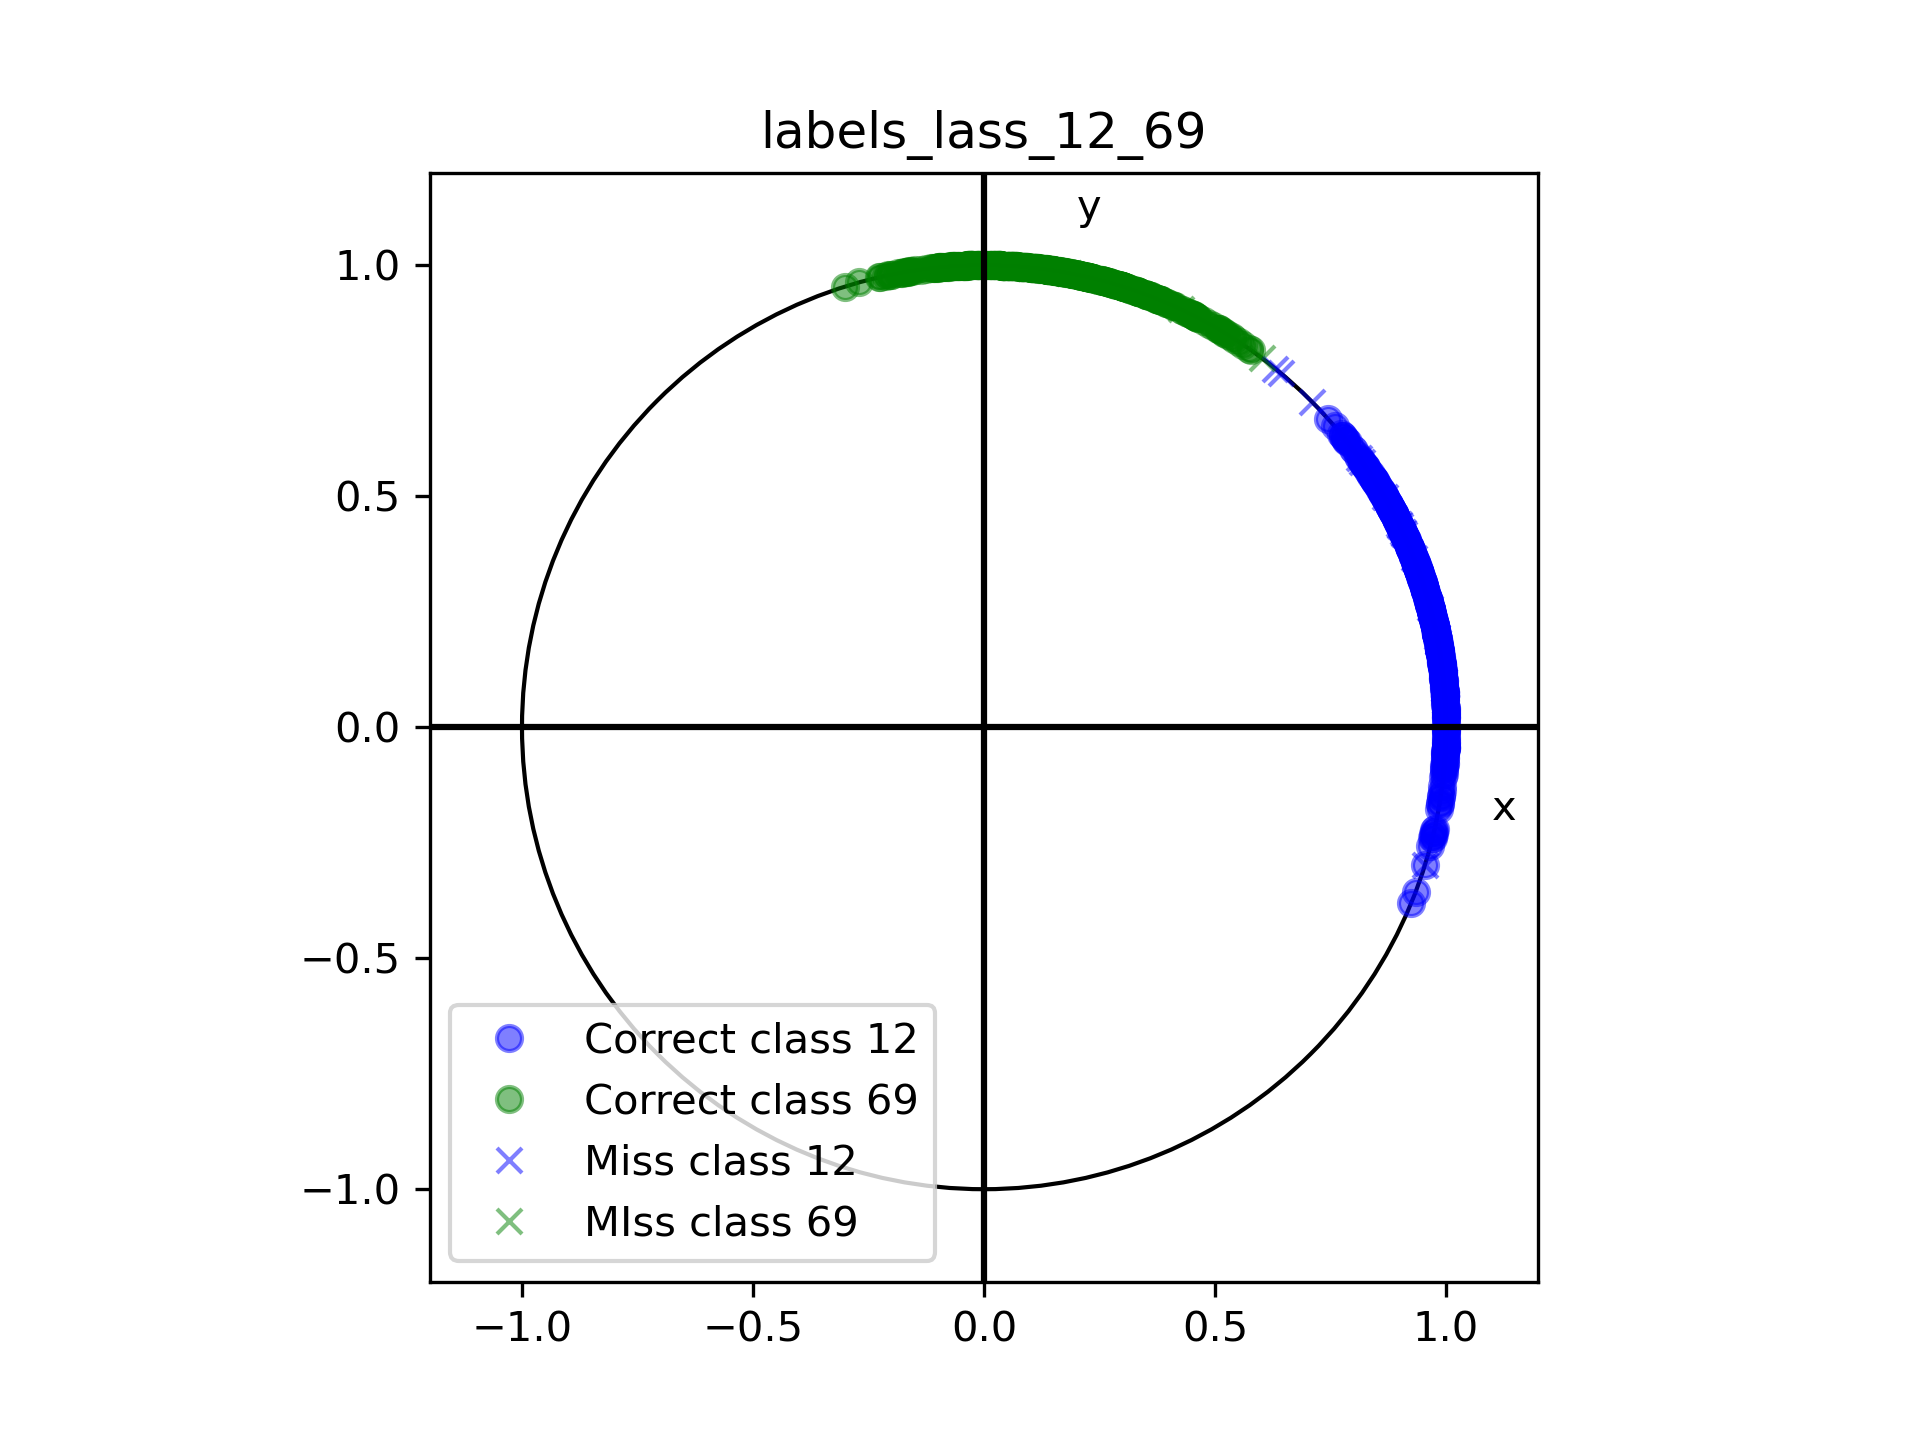 labels_lass_12_69
y
1.0
0.5
0.0
x
−0.5
−1.0
Correct class 12
Correct class 69
Miss class 12
MIss class 69
−1.0 −0.5 0.0 0.5 1.0